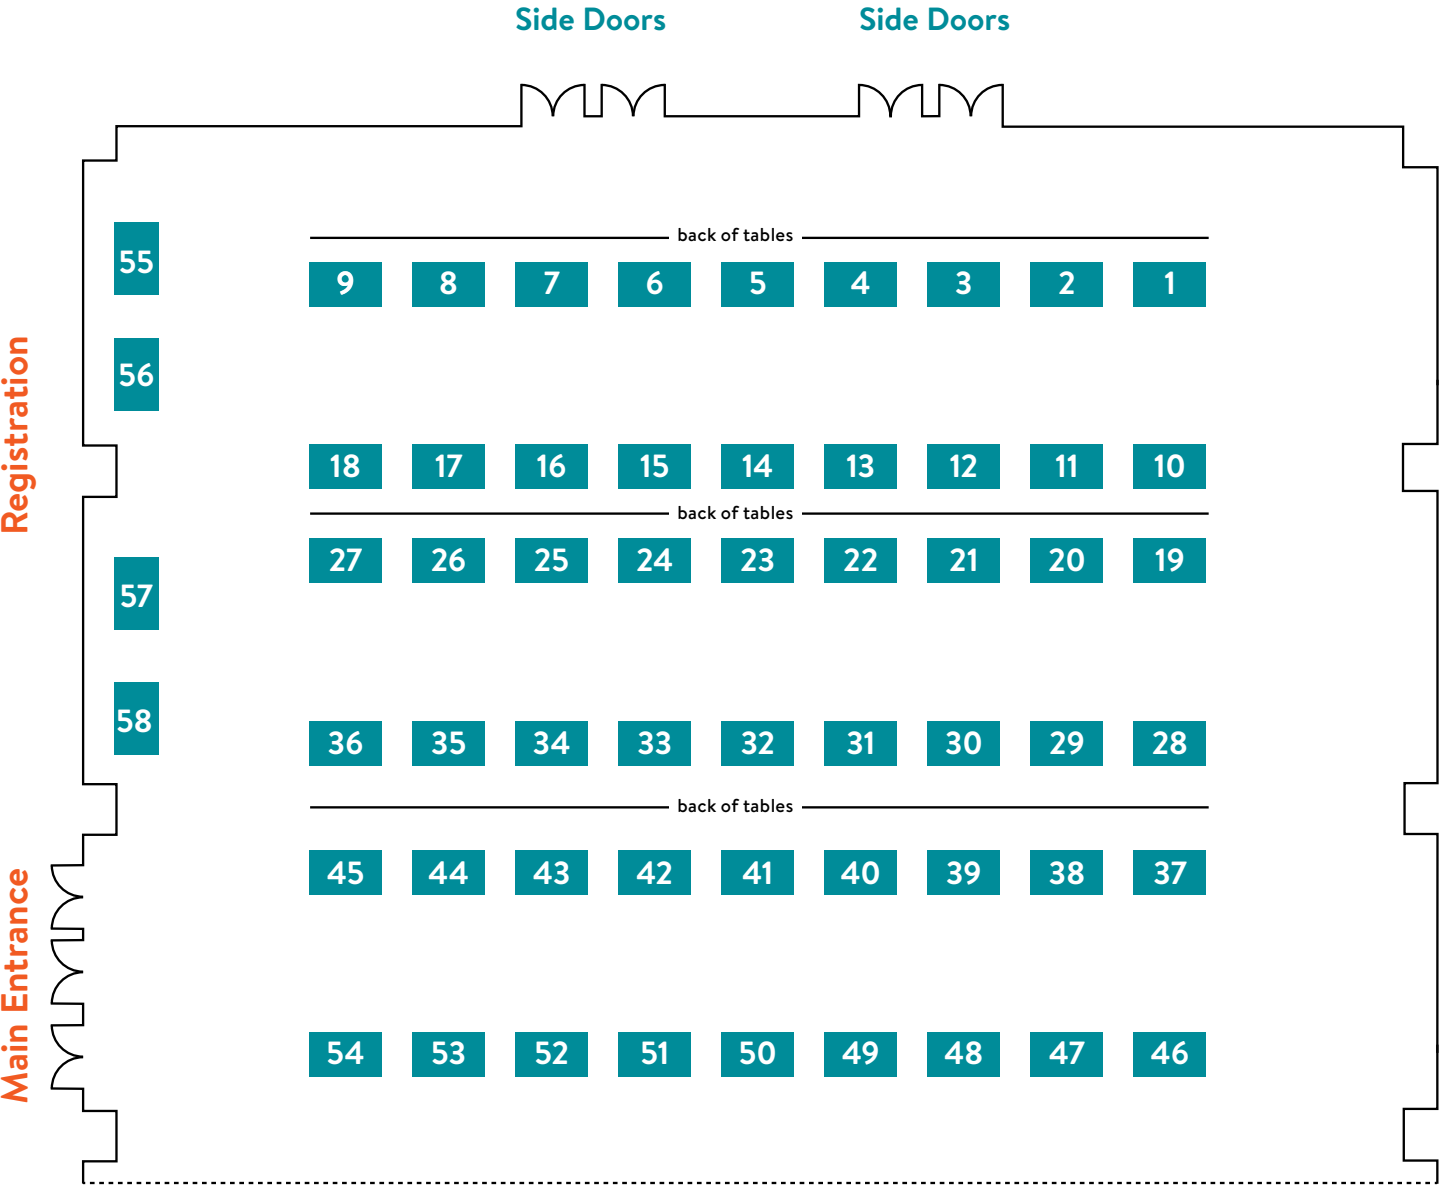 Side Doors Side Doors
back of tables
55
9 8 7 6 5 4 3 2 1
56
Registration
18 17 16 15 14 13 12 11 10
back of tables
27 26 25 24 23 22 21 20 19
57
58
36 35 34 33 32 31 30 29 28
back of tables
45 44 43 42 41 40 39 38 37
Main Entrance
54 53 52 51 50 49 48 47 46